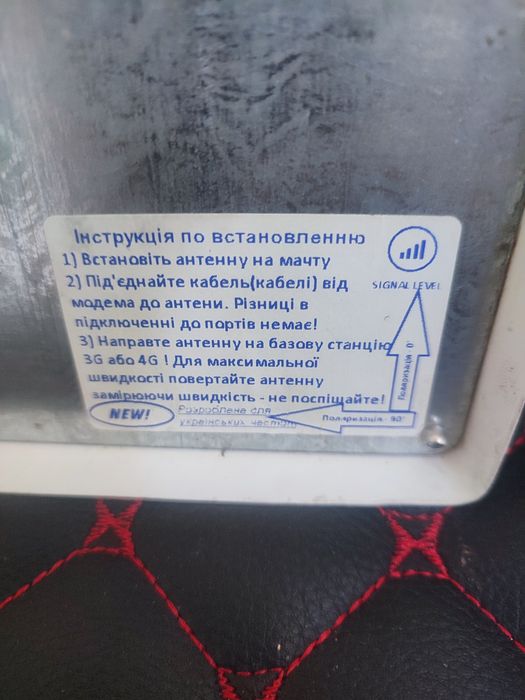 Інструкція по встановленню
1) Встановіть антенну на мачту
2) Під'єднайте кабель(кабелі) від
модема до антени. Різниці в
підключенні до портів немає!
3) Направте антенну на базову станцію
3G або 4G ! Для максимальної
швидкості повертайте антенну
замірюючи швидкість - не поспіщайте!
NEW!
Розроблене для
українських частот
SIGNAL LEVEL
Поляризація - 0°
Поляризація - 90°